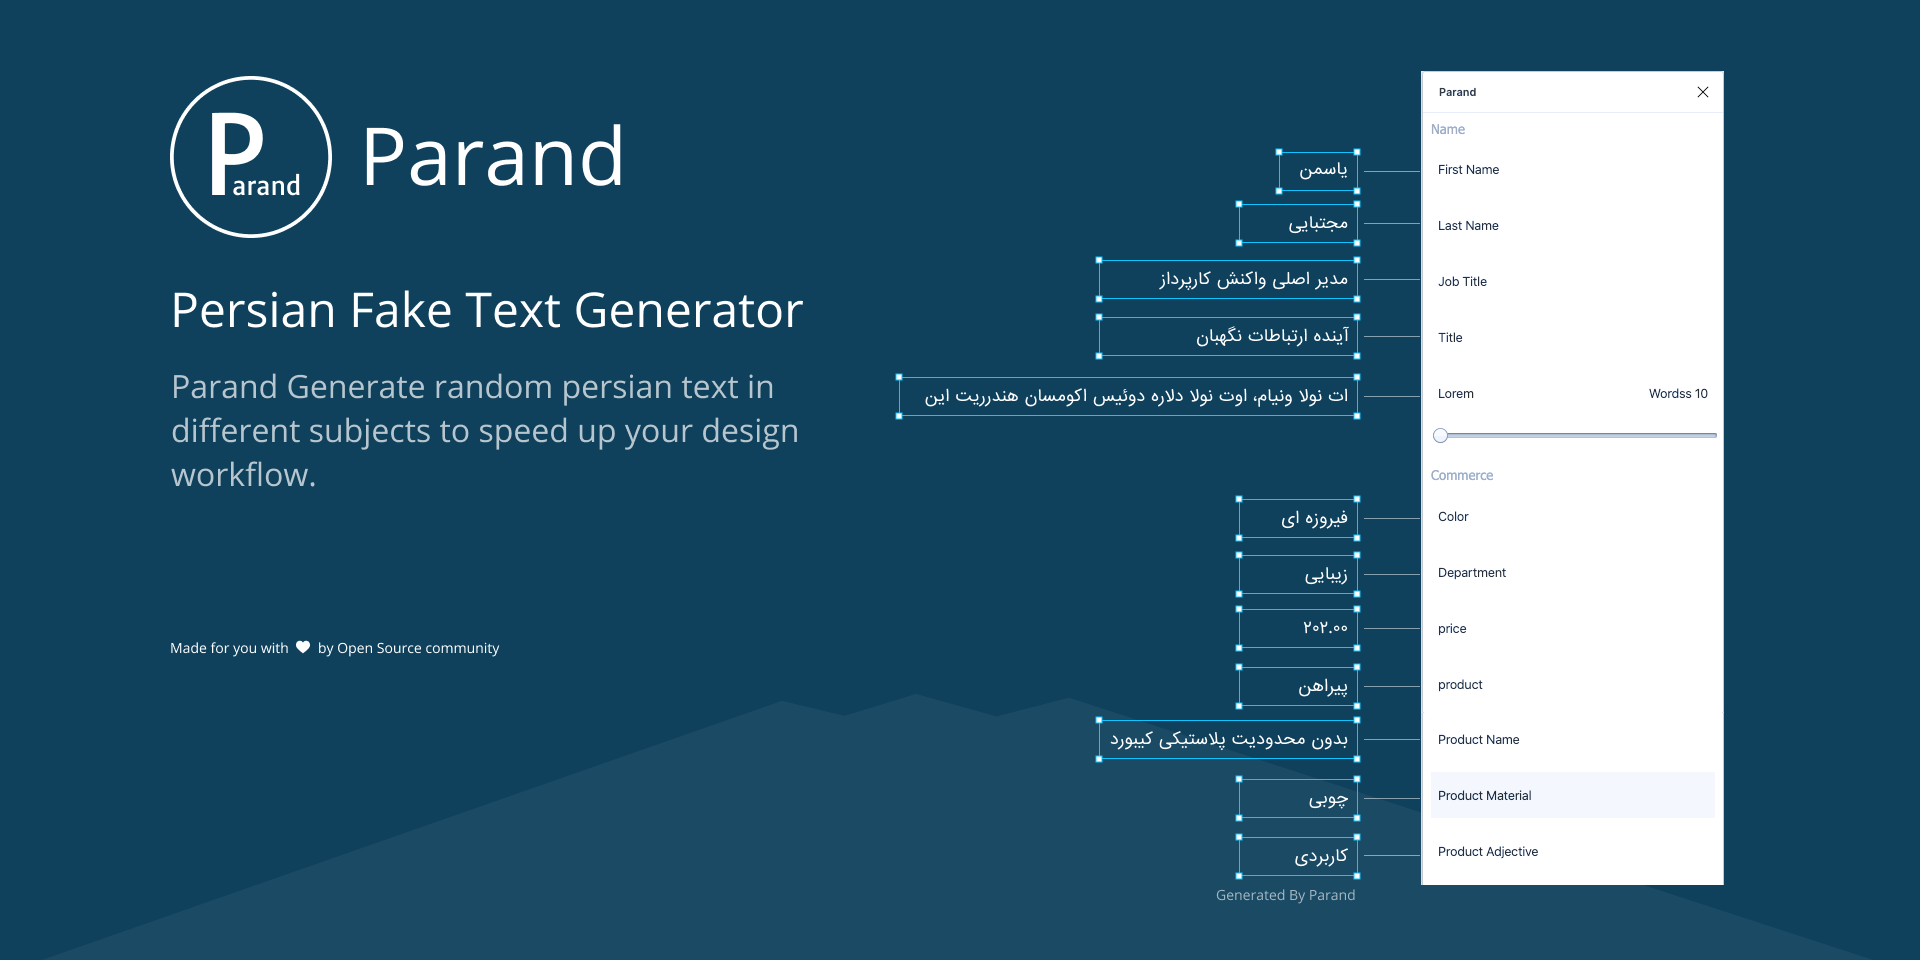 P
arand
Parand
Persian Fake Text Generator
Parand Generate random persian text in
different subjects to speed up your design
workflow.
Made for you with ♥ by Open Source community
یاسمن
مجتبایی
مدیر اصلی واکنش کارپرداز
آینده ارتباطات نگهبان
ات نولا ونیام، اوت نولا دلاره دوئیس اکومسان هندرریت این
فیروزه ای
زیبایی
۲۰۲.۰۰
پیراهن
بدون محدودیت پلاستیکی کیبورد
چوبی
کاربردی
Generated By Parand
Parand
Name
First Name
Last Name
Job Title
Title
Lorem Wordss 10
Commerce
Color
Department
price
product
Product Name
Product Material
Product Adjective